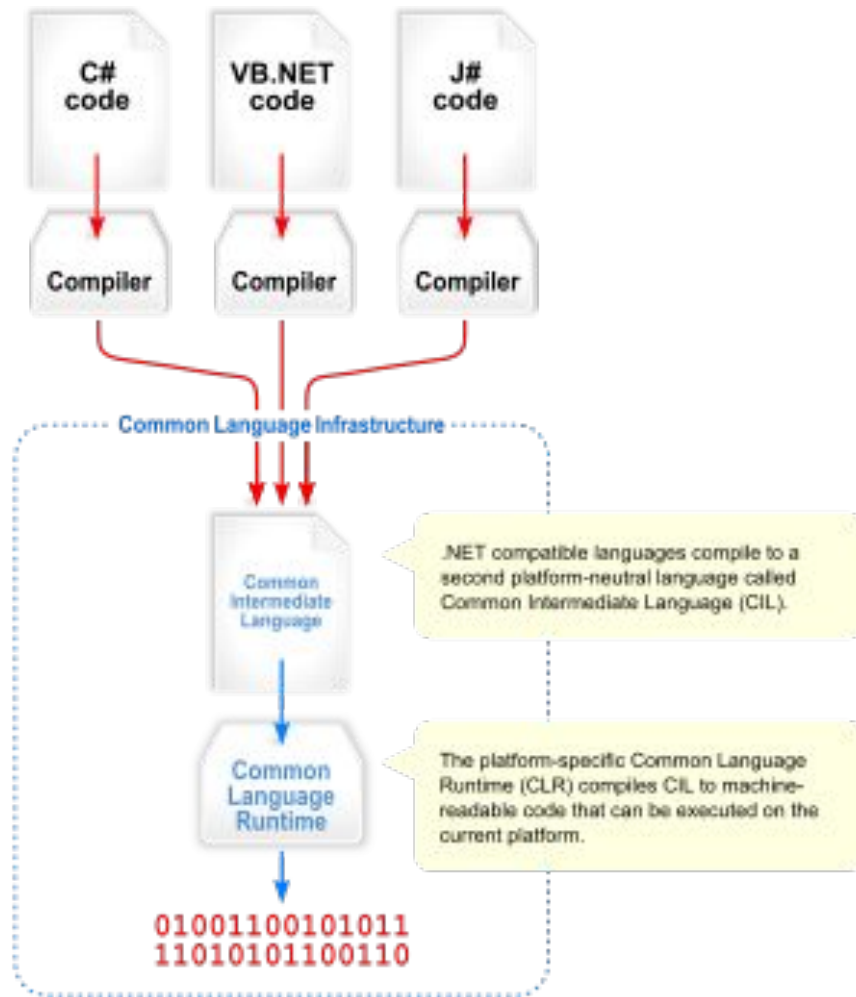 C#
code
VB.NET
code
J#
code
Compiler
Compiler
Compiler
Common Language Infrastructure
Common
Intermediate
Language
.NET compatible languages compile to a
second platform-neutral language called
Common Intermediate Language (CIL).
Common
Language
Runtime
The platform-specific Common Language
Runtime (CLR) compiles CIL to machine-
readable code that can be executed on the
current platform.
01001100101011
11010101100110